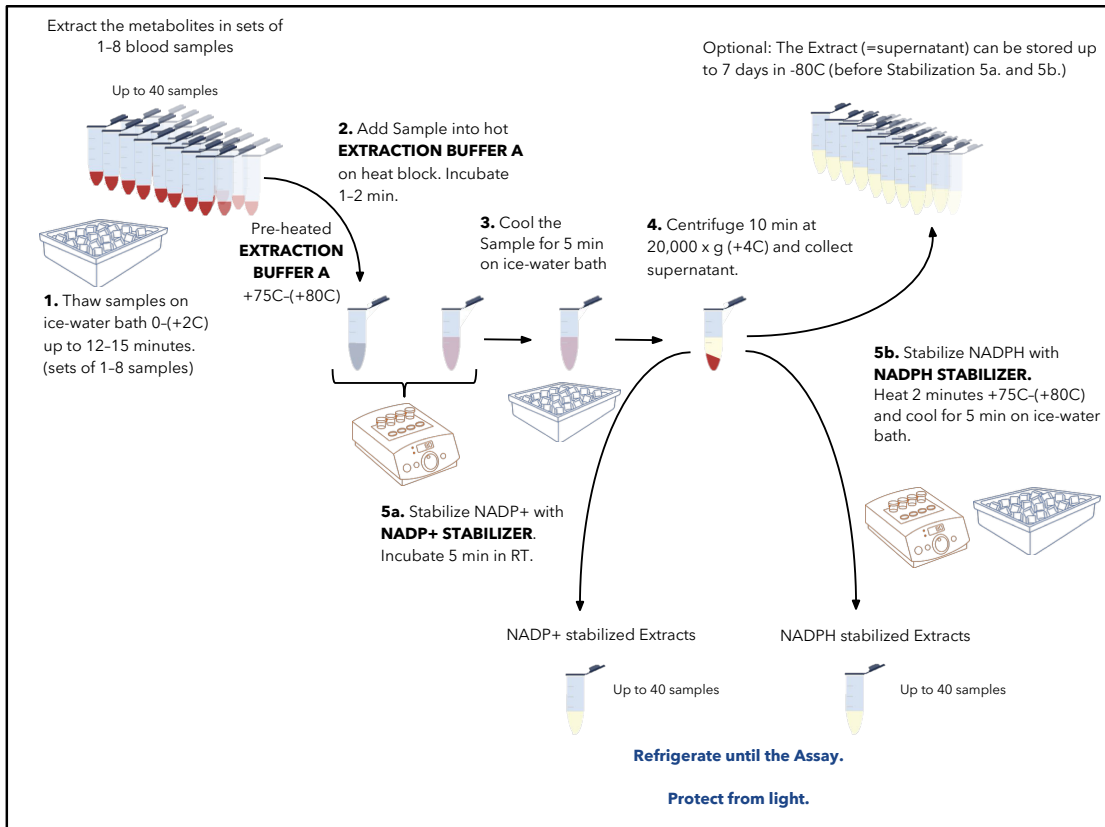 Extract the metabolites in sets of
1–8 blood samples
Up to 40 samples
1. Thaw samples on
ice-water bath 0–(+2C)
up to 12–15 minutes.
(sets of 1–8 samples)
2. Add Sample into hot
EXTRACTION BUFFER A
on heat block. Incubate
1–2 min.
Pre-heated
EXTRACTION
BUFFER A
+75C–(+80C)
3. Cool the
Sample for 5 min
on ice-water bath
4. Centrifuge 10 min at
20,000 x g (+4C) and collect
supernatant.
Optional: The Extract (=supernatant) can be stored up
to 7 days in -80C (before Stabilization 5a. and 5b.)
5a. Stabilize NADP+ with
NADP+ STABILIZER.
Incubate 5 min in RT.
5b. Stabilize NADPH with
NADPH STABILIZER.
Heat 2 minutes +75C–(+80C)
and cool for 5 min on ice-water
bath.
NADP+ stabilized Extracts
Up to 40 samples
NADPH stabilized Extracts
Up to 40 samples
Refrigerate until the Assay.
Protect from light.